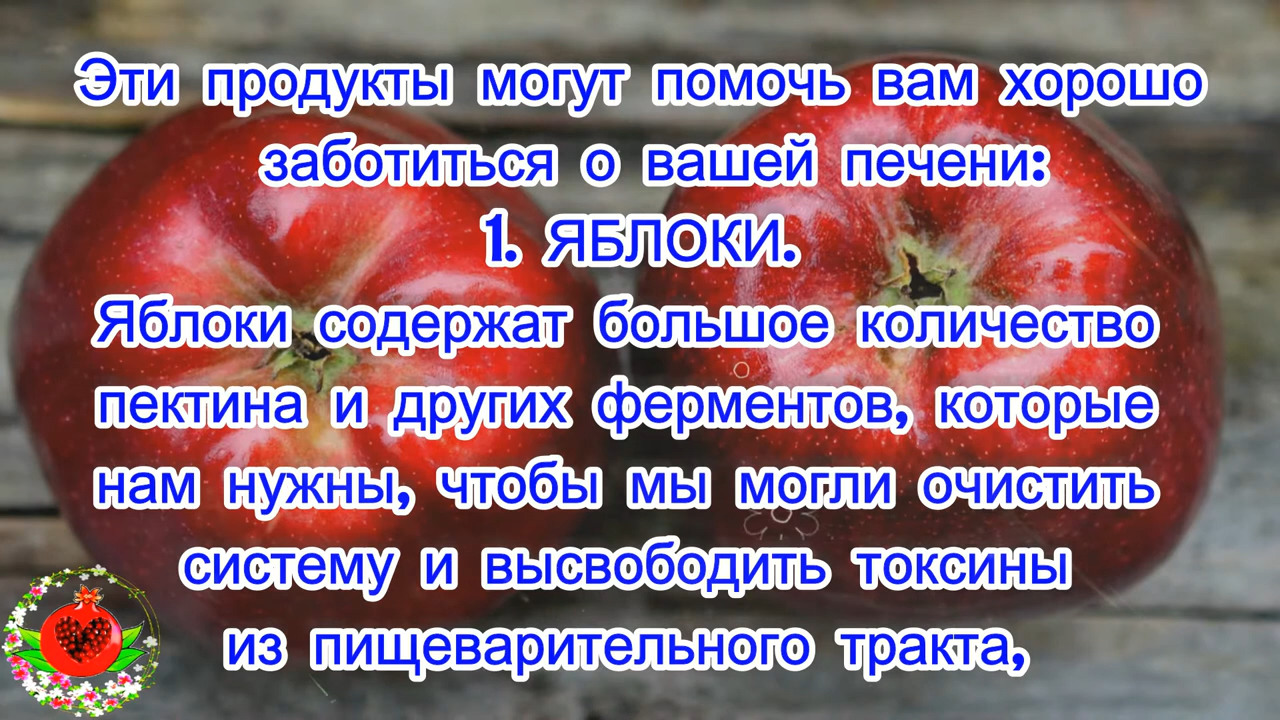 Эти продукты могут помочь вам хорошо
заботиться о вашей печени:
1. ЯБЛОКИ.
Яблоки содержат большое количество
пектина и других ферментов, которые
нам нужны, чтобы мы могли очистить
систему и высвободить токсины
из пищеварительного тракта,